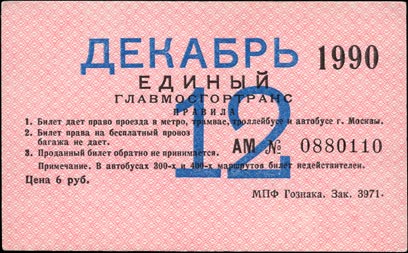 ДЕКАБРЬ 1990
ЕДИНЫЙ
ГЛАВМОСГОРТРАНС
12
ПРАВИЛА
1. Билет дает право проезда в метро, трамвае, троллейбусе и автобусе г. Москвы.
2. Билет права на бесплатный провоз
багажа не дает.
3. Проданный билет обратно не принимается.
АМ № 0880110
Примечание. В автобусах 300-х и 400-х маршрутов билет недействителен.
Цена 6 руб.
МПФ Гознака. Зак. 3971.